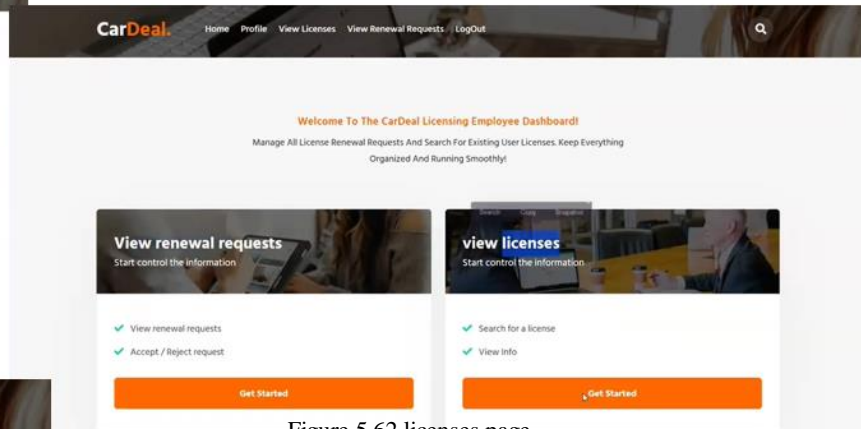 CarDeal. Home Profile View Licenses View Renewal Requests LogOut
Welcome To The CarDeal Licensing Employee Dashboard!
Manage All License Renewal Requests And Search For Existing User Licenses. Keep Everything
Organized And Running Smoothly!
View renewal requests
Start control the information
View renewal requests
Accept / Reject request
Get Started
Search Copy
view licenses
Start control the information
Search for a license
View Info
Get Started
Figure 5.62 licenses page